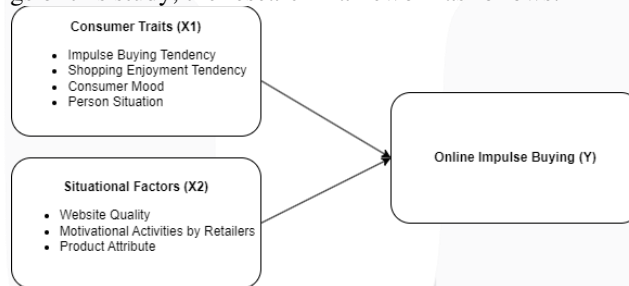 Consumer Traits (X1)
• Impulse Buying Tendency
• Shopping Enjoyment Tendency
• Consumer Mood
• Person Situation
Online Impulse Buying (Y)
Situational Factors (X2)
• Website Quality
• Motivational Activities by Retailers
• Product Attribute